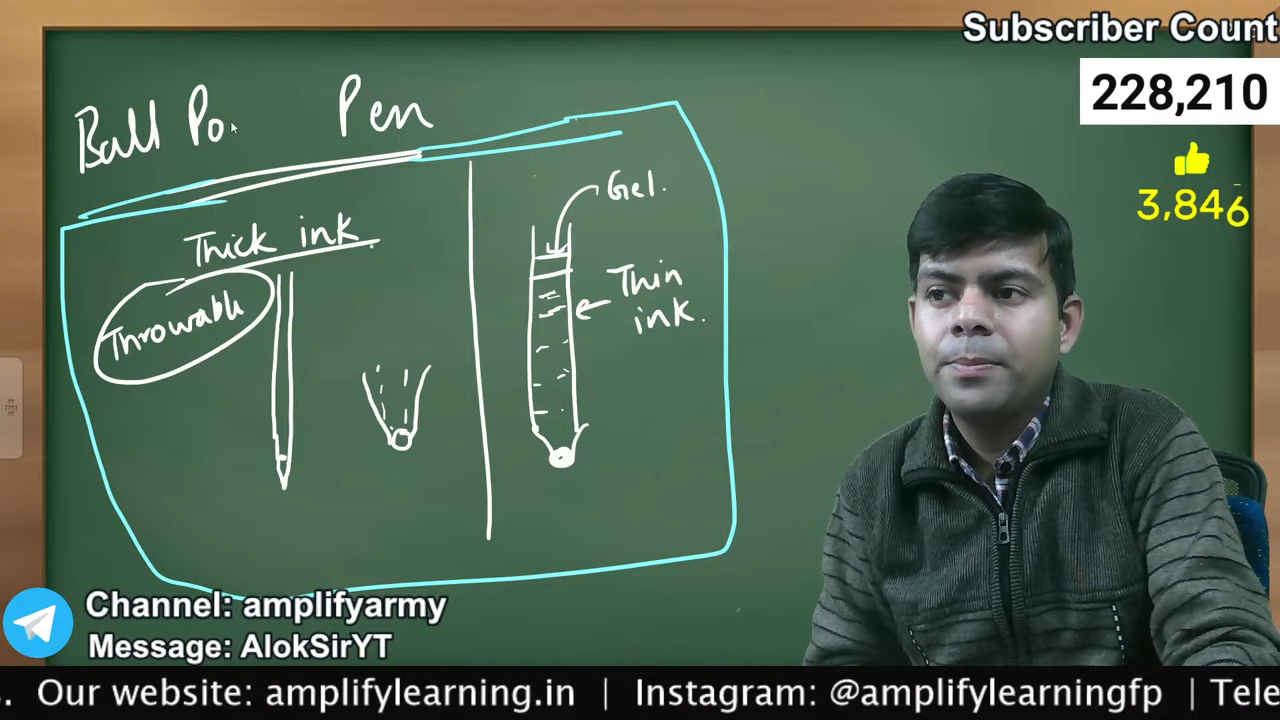 Subscriber Count
228,210
3,846
Ball Po Pen
Thick ink
Throwable
Gel.
Thin
ink.
Channel: amplifyarmy
Message: AlokSirYT
s. Our website: amplifylearning.in | Instagram: @amplifylearningfp | Tele